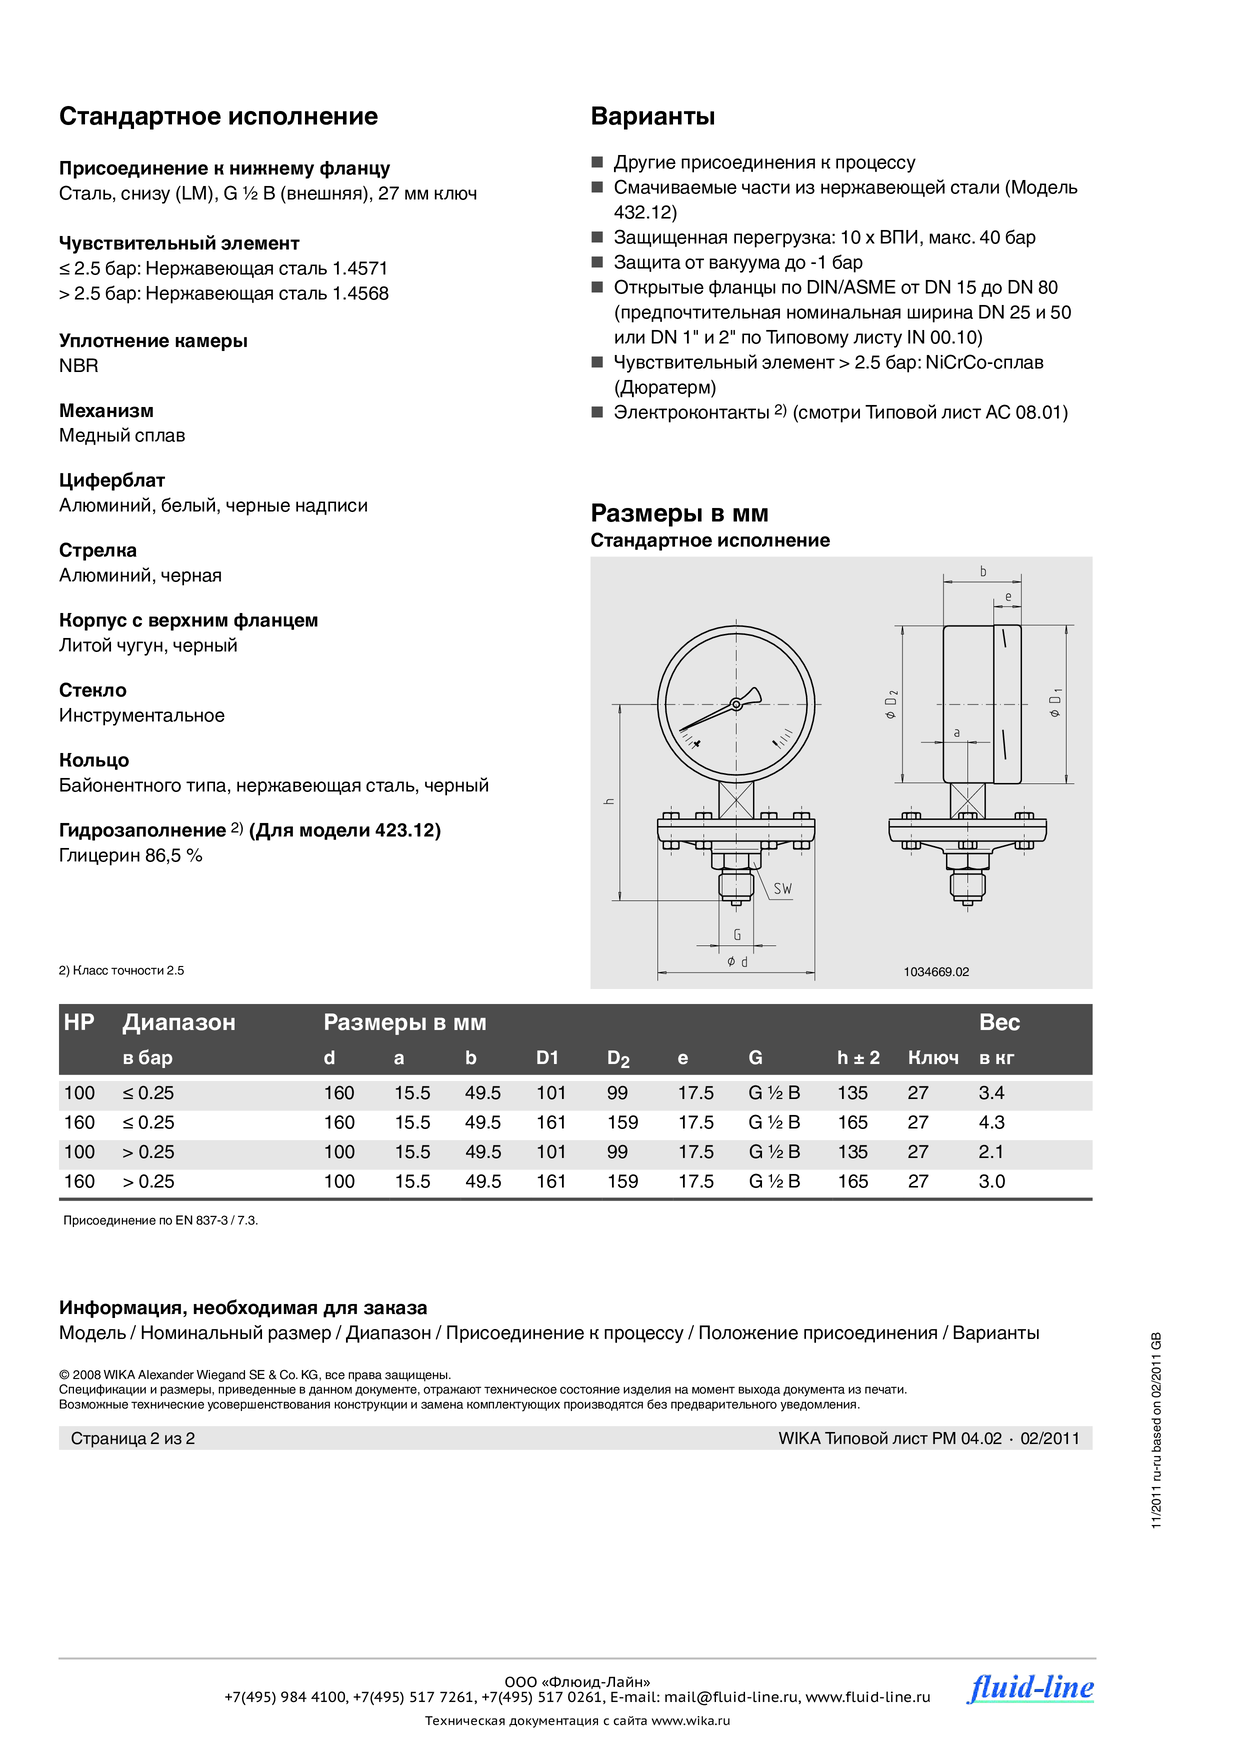 Стандартное исполнение
Присоединение к нижнему фланцу
Сталь, снизу (LM), G ½ B (внешняя), 27 мм ключ
Чувствительный элемент
≤ 2.5 бар: Нержавеющая сталь 1.4571
> 2.5 бар: Нержавеющая сталь 1.4568
Уплотнение камеры
NBR
Механизм
Медный сплав
Циферблат
Алюминий, белый, черные надписи
Стрелка
Алюминий, черная
Корпус с верхним фланцем
Литой чугун, черный
Стекло
Инструментальное
Кольцо
Байонентного типа, нержавеющая сталь, черный
Гидрозаполнение 2) (Для модели 423.12)
Глицерин 86,5 %
2) Класс точности 2.5
Варианты
■ Другие присоединения к процессу
■ Смачиваемые части из нержавеющей стали (Модель
432.12)
■ Защищенная перегрузка: 10 x ВПИ, макс. 40 бар
■ Защита от вакуума до -1 бар
■ Открытые фланцы по DIN/ASME от DN 15 до DN 80
(предпочтительная номинальная ширина DN 25 и 50
или DN 1" и 2" по Типовому листу IN 00.10)
■ Чувствительный элемент > 2.5 бар: NiCrCo-сплав
(Дюратерм)
■ Электроконтакты 2) (смотри Типовой лист AC 08.01)
Размеры в мм
Стандартное исполнение
b
e
ø D2
ø D1
a
h
SW
G
ø d
1034669.02
НР Диапазон Размеры в мм Вес
в бар d a b D1 D2 e G h ± 2 Ключ в кг
100 ≤ 0.25 160 15.5 49.5 101 99 17.5 G ½ B 135 27 3.4
160 ≤ 0.25 160 15.5 49.5 161 159 17.5 G ½ B 165 27 4.3
100 > 0.25 100 15.5 49.5 101 99 17.5 G ½ B 135 27 2.1
160 > 0.25 100 15.5 49.5 161 159 17.5 G ½ B 165 27 3.0
Присоединение по EN 837-3 / 7.3.
Информация, необходимая для заказа
Модель / Номинальный размер / Диапазон / Присоединение к процессу / Положение присоединения / Варианты
© 2008 WIKA Alexander Wiegand SE & Co. KG, все права защищены.
Спецификации и размеры, приведенные в данном документе, отражают техническое состояние изделия на момент выхода документа из печати.
Возможные технические усовершенствования конструкции и замена комплектующих производятся без предварительного уведомления.
Страница 2 из 2
WIKA Типовой лист PM 04.02 · 02/2011
11/2011 ru-ru based on 02/2011 GB
ООО «Флюид-Лайн»
+7(495) 984 4100, +7(495) 517 7261, +7(495) 517 0261, E-mail: mail@fluid-line.ru, www.fluid-line.ru
Техническая документация с сайта www.wika.ru
fluid-line